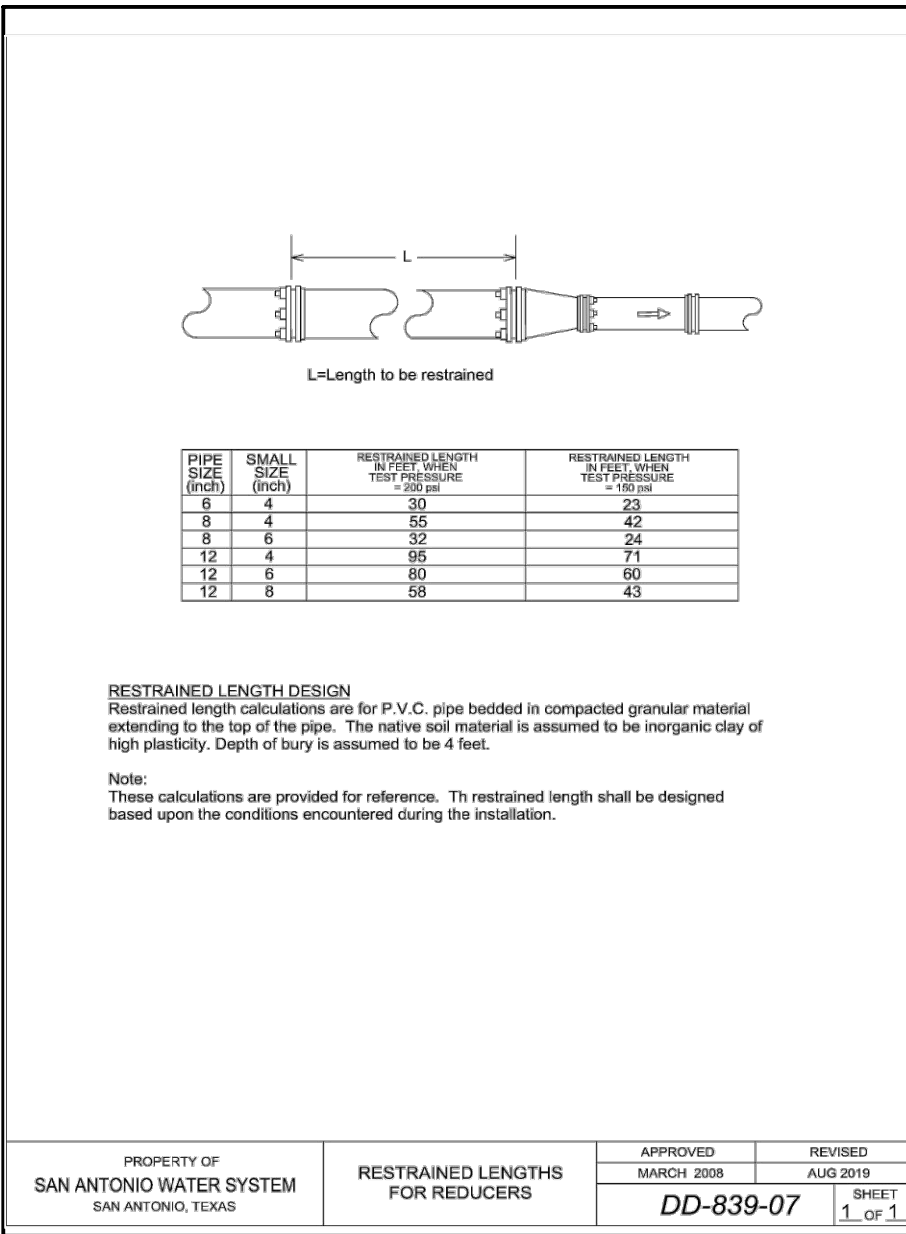 L
L=Length to be restrained
PIPE SIZE (inch) SMALL SIZE (inch) RESTRAINED LENGTH IN FEET, WHEN TEST PRESSURE = 200 psi RESTRAINED LENGTH IN FEET, WHEN TEST PRESSURE = 150 psi
6 4 30 23
8 4 55 42
8 6 32 24
12 4 95 71
12 6 80 60
12 8 58 43
RESTRAINED LENGTH DESIGN
Restrained length calculations are for P.V.C. pipe bedded in compacted granular material
extending to the top of the pipe. The native soil material is assumed to be inorganic clay of
high plasticity. Depth of bury is assumed to be 4 feet.
Note:
These calculations are provided for reference. Th restrained length shall be designed
based upon the conditions encountered during the installation.
PROPERTY OF
SAN ANTONIO WATER SYSTEM
SAN ANTONIO, TEXAS
RESTRAINED LENGTHS
FOR REDUCERS
APPROVED REVISED
MARCH 2008 AUG 2019
DD-839-07
SHEET
1 OF 1